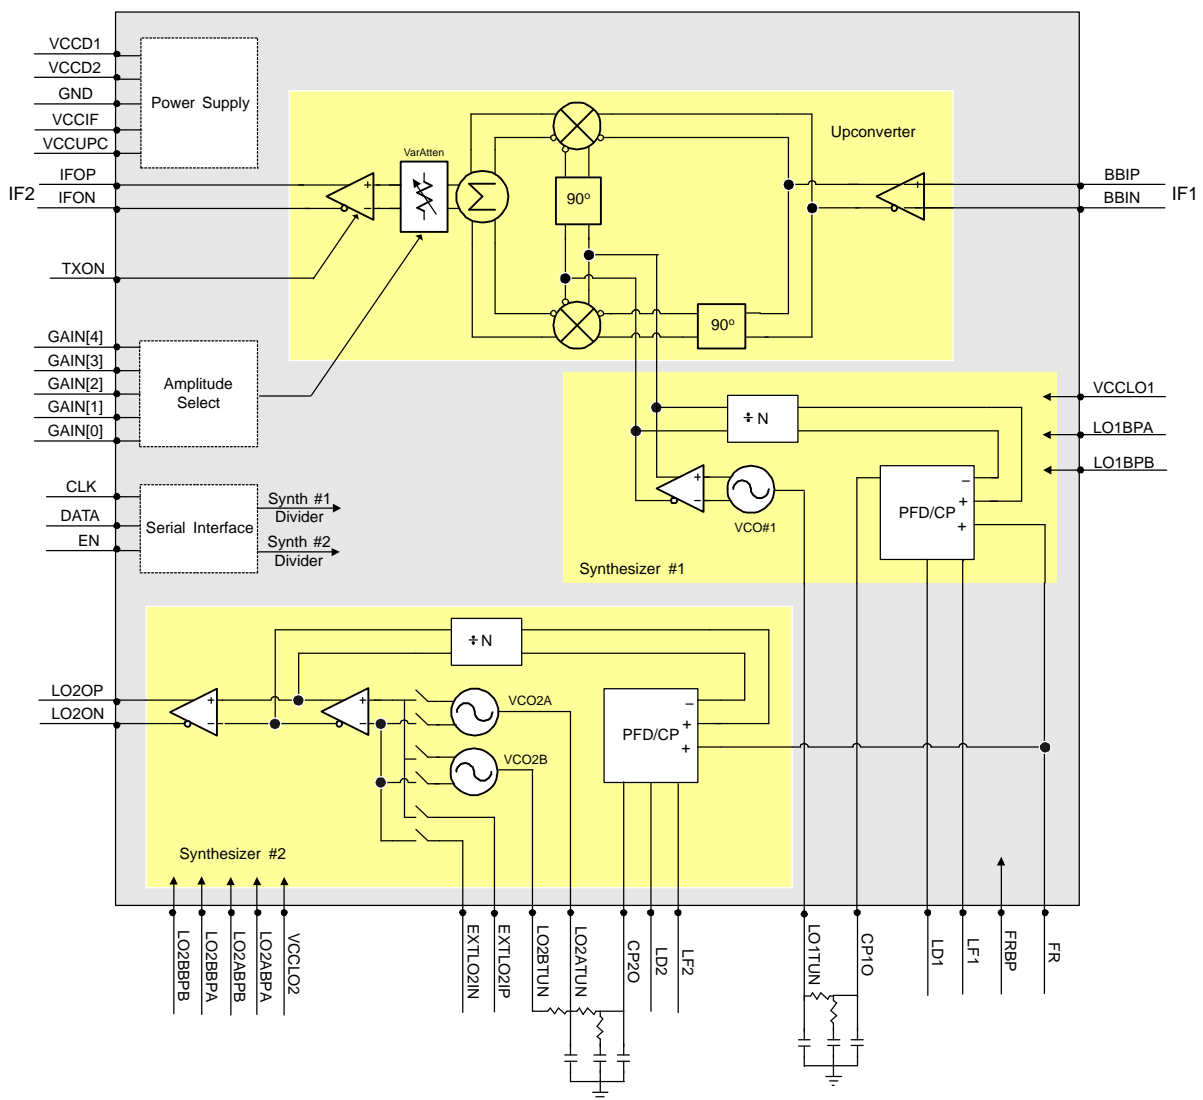 VCCD1
VCCD2
GND
VCCIF
VCCUPC
Power Supply
IF2
IFOP
IFON
TXON
GAIN[4]
GAIN[3]
GAIN[2]
GAIN[1]
GAIN[0]
Amplitude
Select
CLK
DATA
EN
Serial Interface
Synth #1
Divider
Synth #2
Divider
Upconverter
VarAtten
+
−
Σ
90º
90º
+
−
BBIP
BBIN
IF1
VCCLO1
LO1BPA
LO1BPB
÷ N
+
−
VCO#1
PFD/CP
−
+
+
Synthesizer #1
LO2OP
LO2ON
÷ N
+
−
+
−
VCO2A
VCO2B
PFD/CP
−
+
+
Synthesizer #2
LO2BBPB
LO2BBPA
LO2ABPB
LO2ABPA
VCCLO2
EXTLO2IN
EXTLO2IP
LO2BTUN
LO2ATUN
CP2O
LD2
LF2
LO1TUN
CP1O
LD1
LF1
FRBP
FR